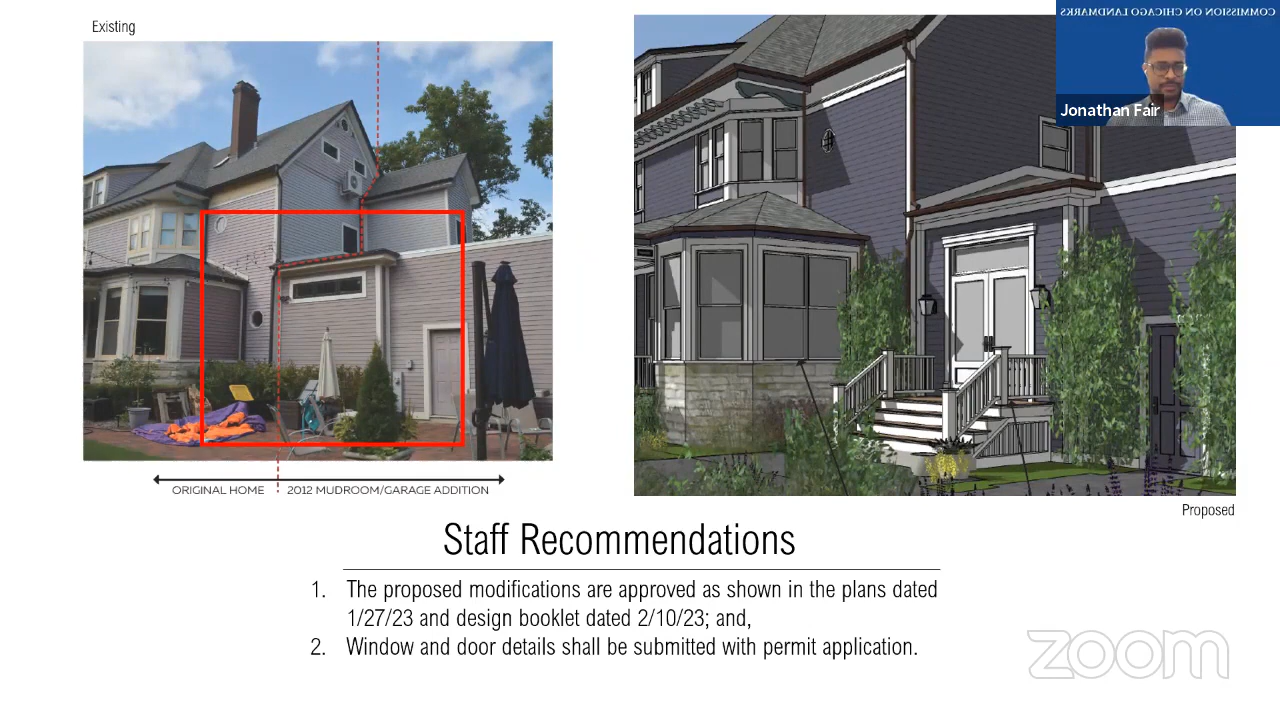 Existing
COMMISSION ON CHICAGO LANDMARKS
Jonathan Fair
ORIGINAL HOME
2012 MUDROOM/GARAGE ADDITION
Proposed
Staff Recommendations
1. The proposed modifications are approved as shown in the plans dated
1/27/23 and design booklet dated 2/10/23; and,
2. Window and door details shall be submitted with permit application.
zoom